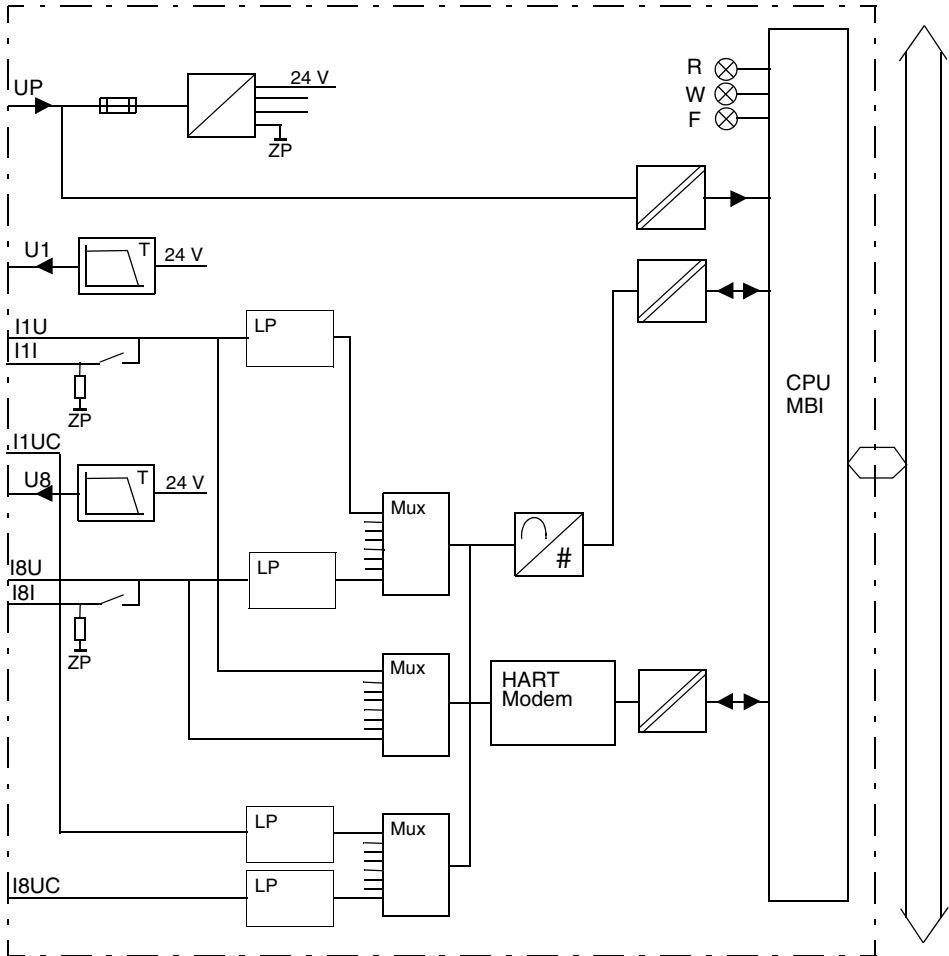 R
UP
24 V
W
F
ZP
U1
T
24 V
I1U
LP
I1I
CPU
MBI
ZP
I1UC
U8
T
24 V
Mux
I8U
LP
#
I8I
ZP
Mux
HART
Modem
LP
Mux
LP
I8UC